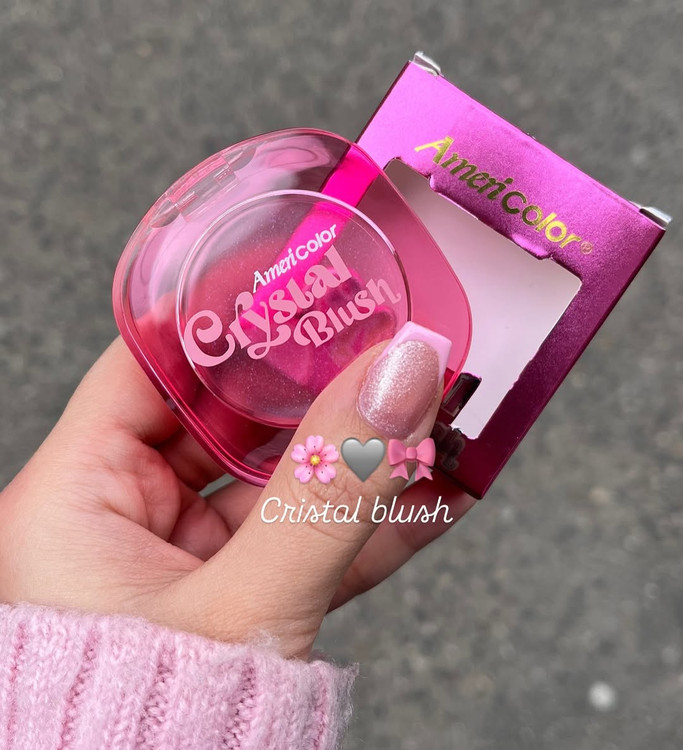 Americolor®
Americolor
Crystal
Blush
🌸🩶🎀
Cristal blush